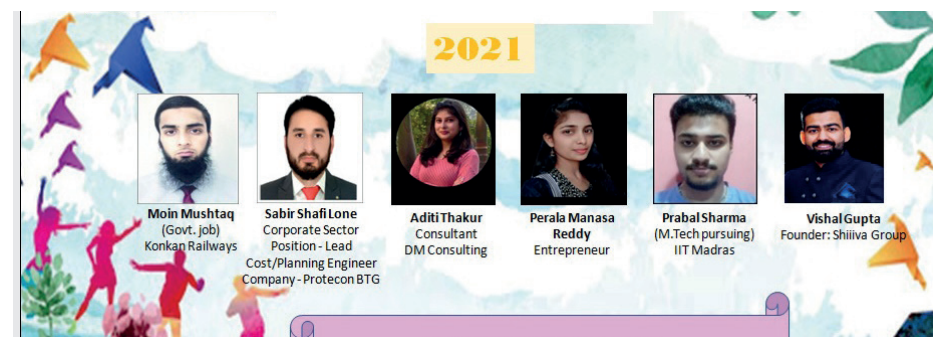 2021
Moin Mushtaq
(Govt. job)
Konkan Railways
Sabir Shafi Lone
Corporate Sector
Position - Lead
Cost/Planning Engineer
Company - Protecon BTG
Aditi Thakur
Consultant
DM Consulting
Perala Manasa
Reddy
Entrepreneur
Prabal Sharma
(M.Tech pursuing)
IIT Madras
Vishal Gupta
Founder: Shiiiva Group